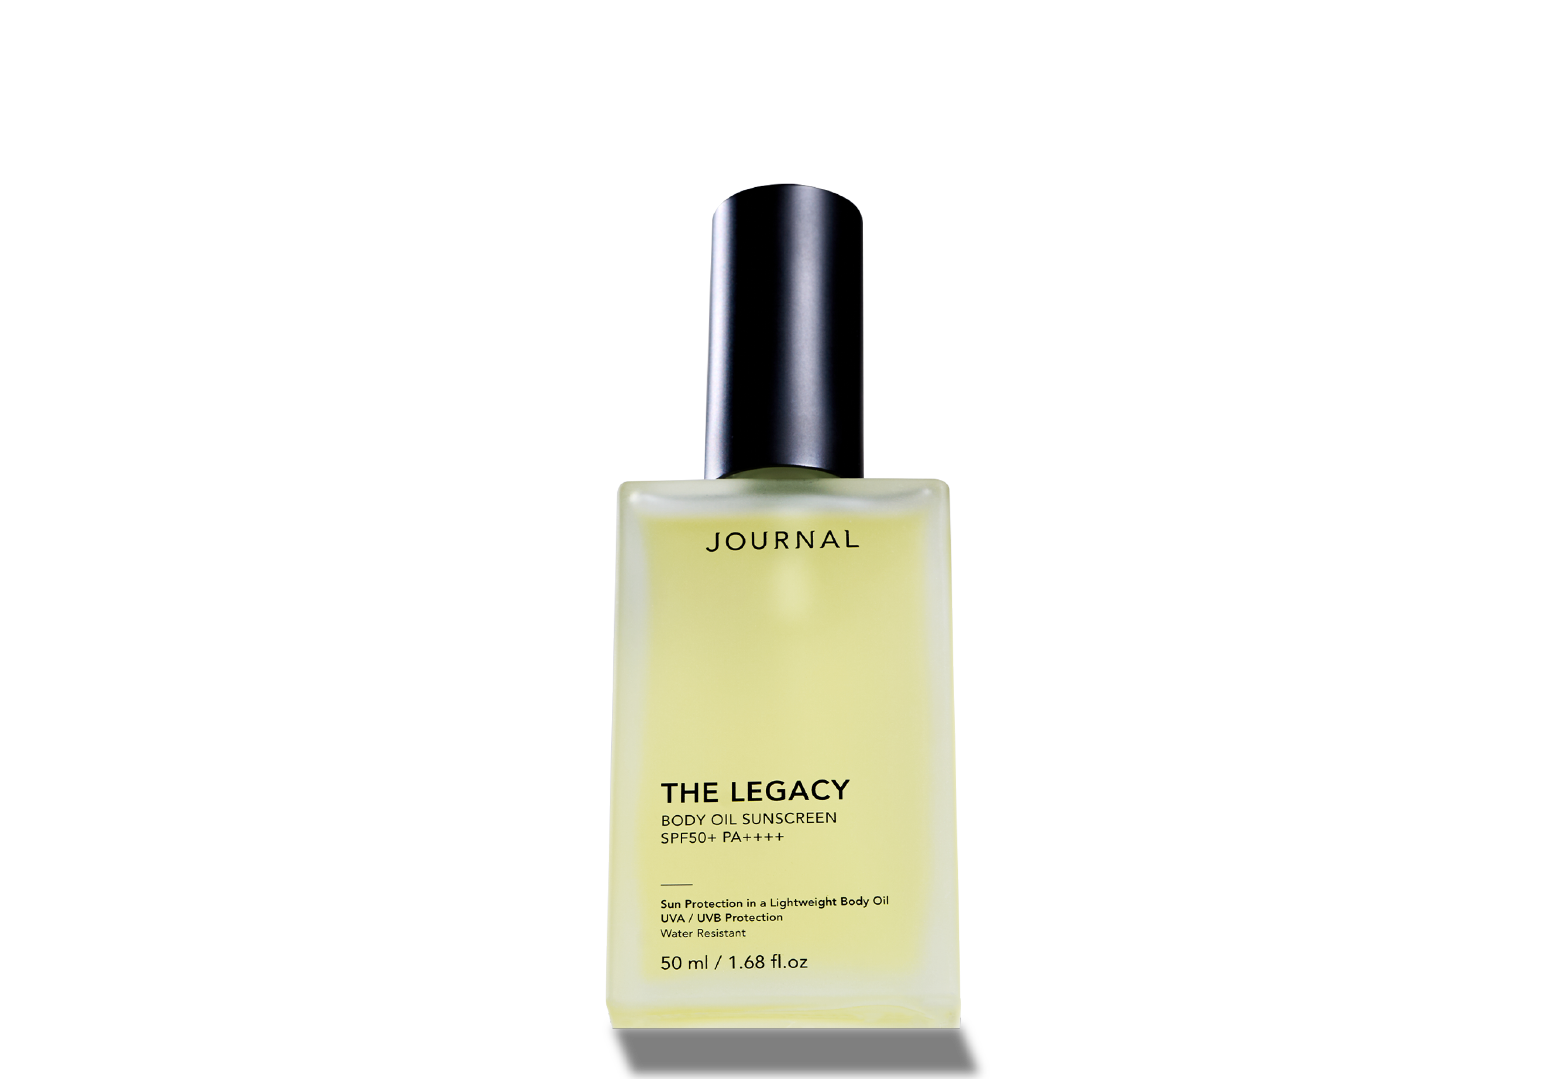 JOURNAL
THE LEGACY
BODY OIL SUNSCREEN
SPF50+ PA++++
Sun Protection in a Lightweight Body Oil
UVA / UVB Protection
Water Resistant
50 ml / 1.68 fl.oz